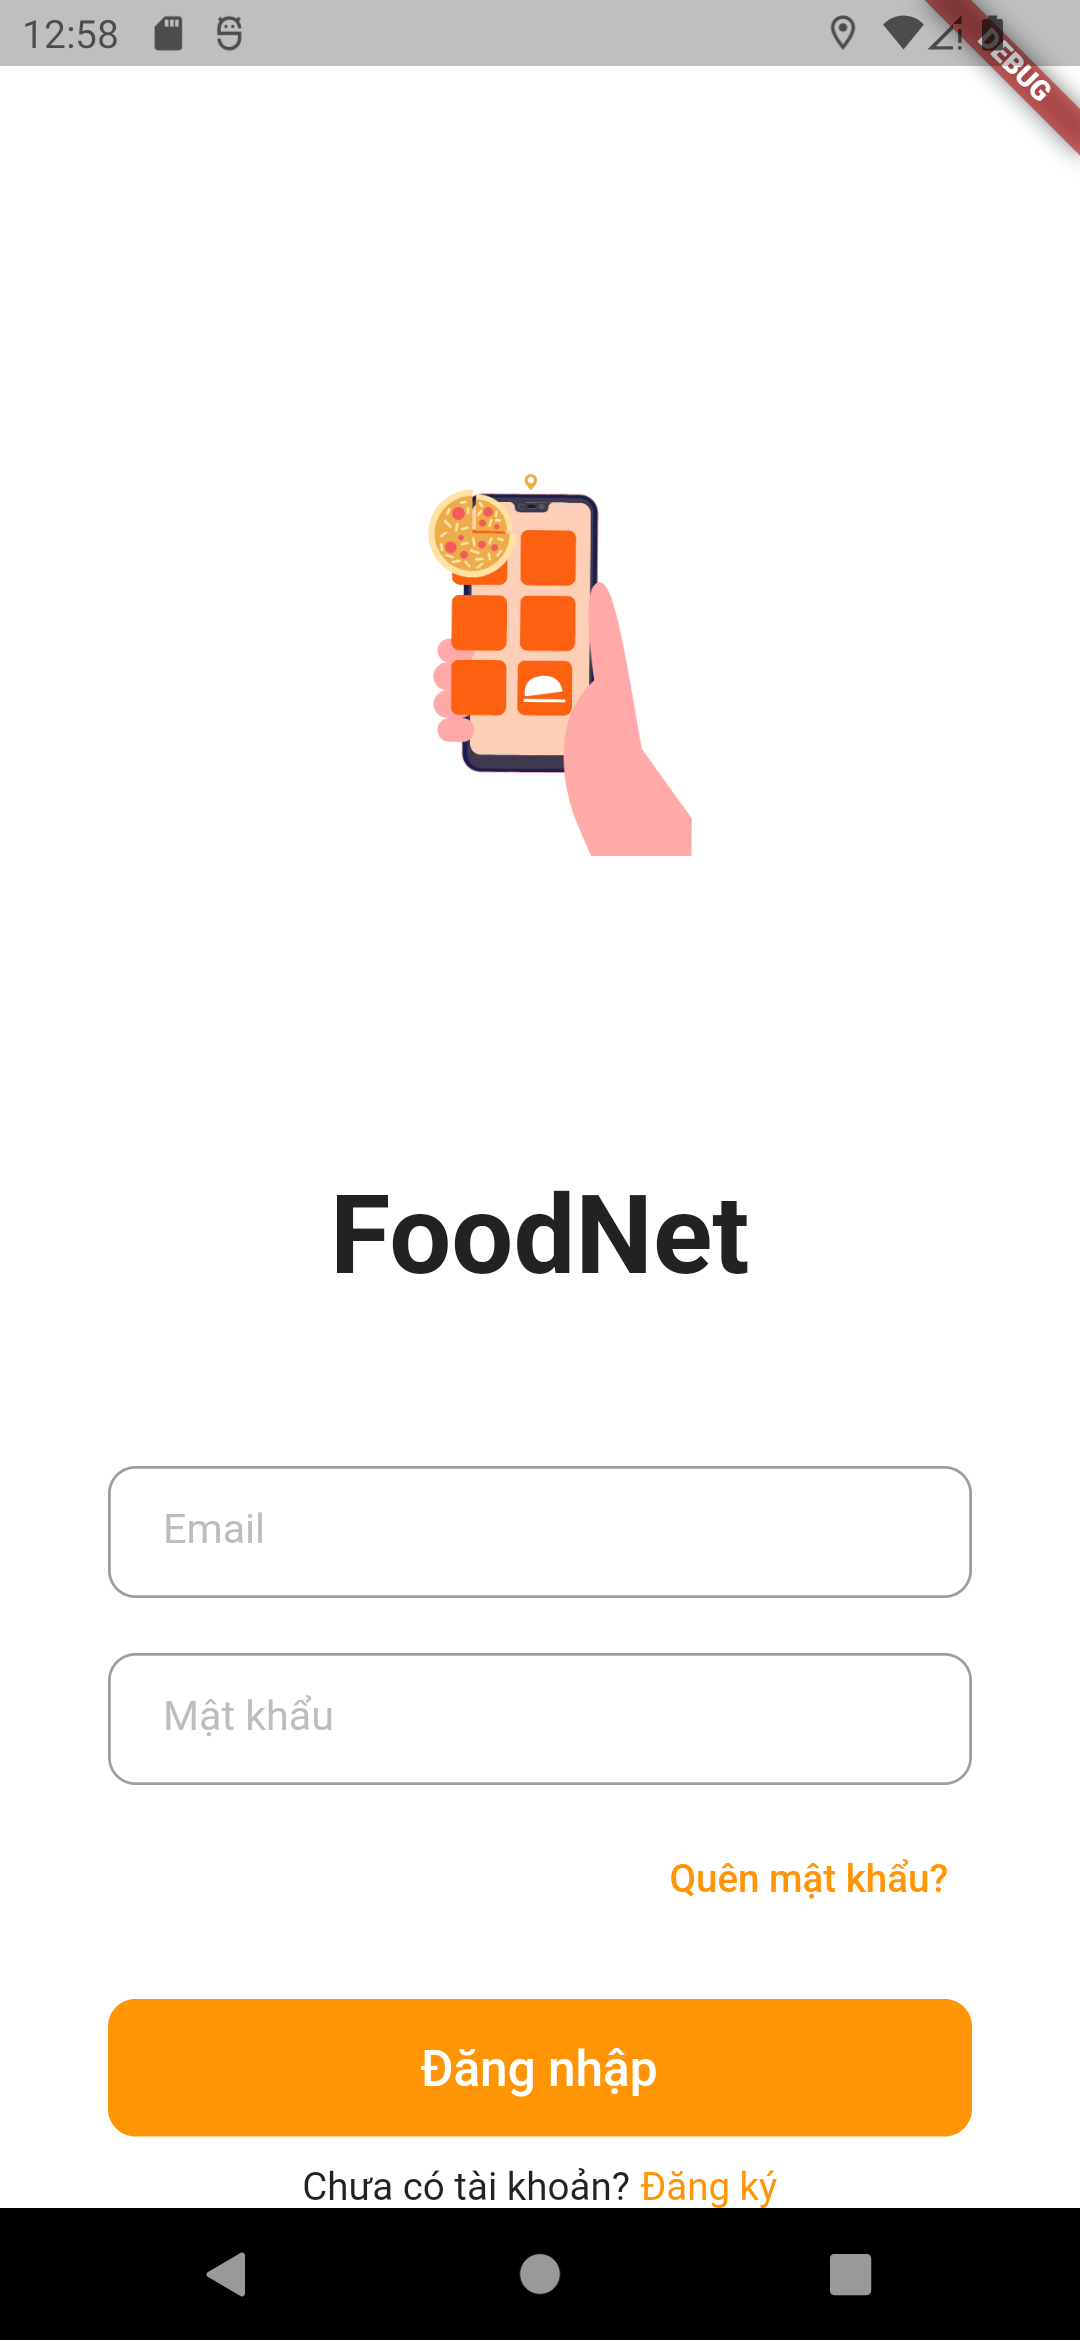 12:58
DEBUG
FoodNet
Email
Mật khẩu
Quên mật khẩu?
Đăng nhập
Chưa có tài khoản? Đăng ký